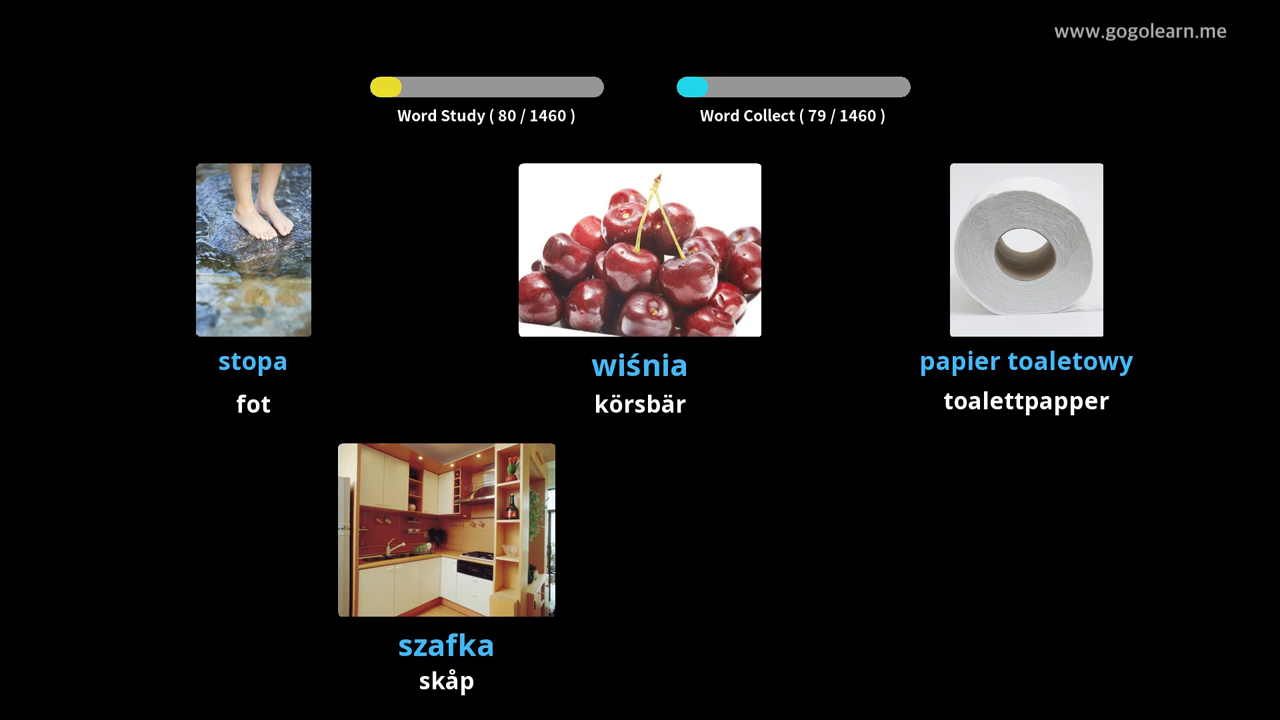 www.gogolearn.me
Word Study ( 80 / 1460 )
Word Collect ( 79 / 1460 )
stopa
fot
wiśnia
körsbär
papier toaletowy
toalettpapper
szafka
skåp